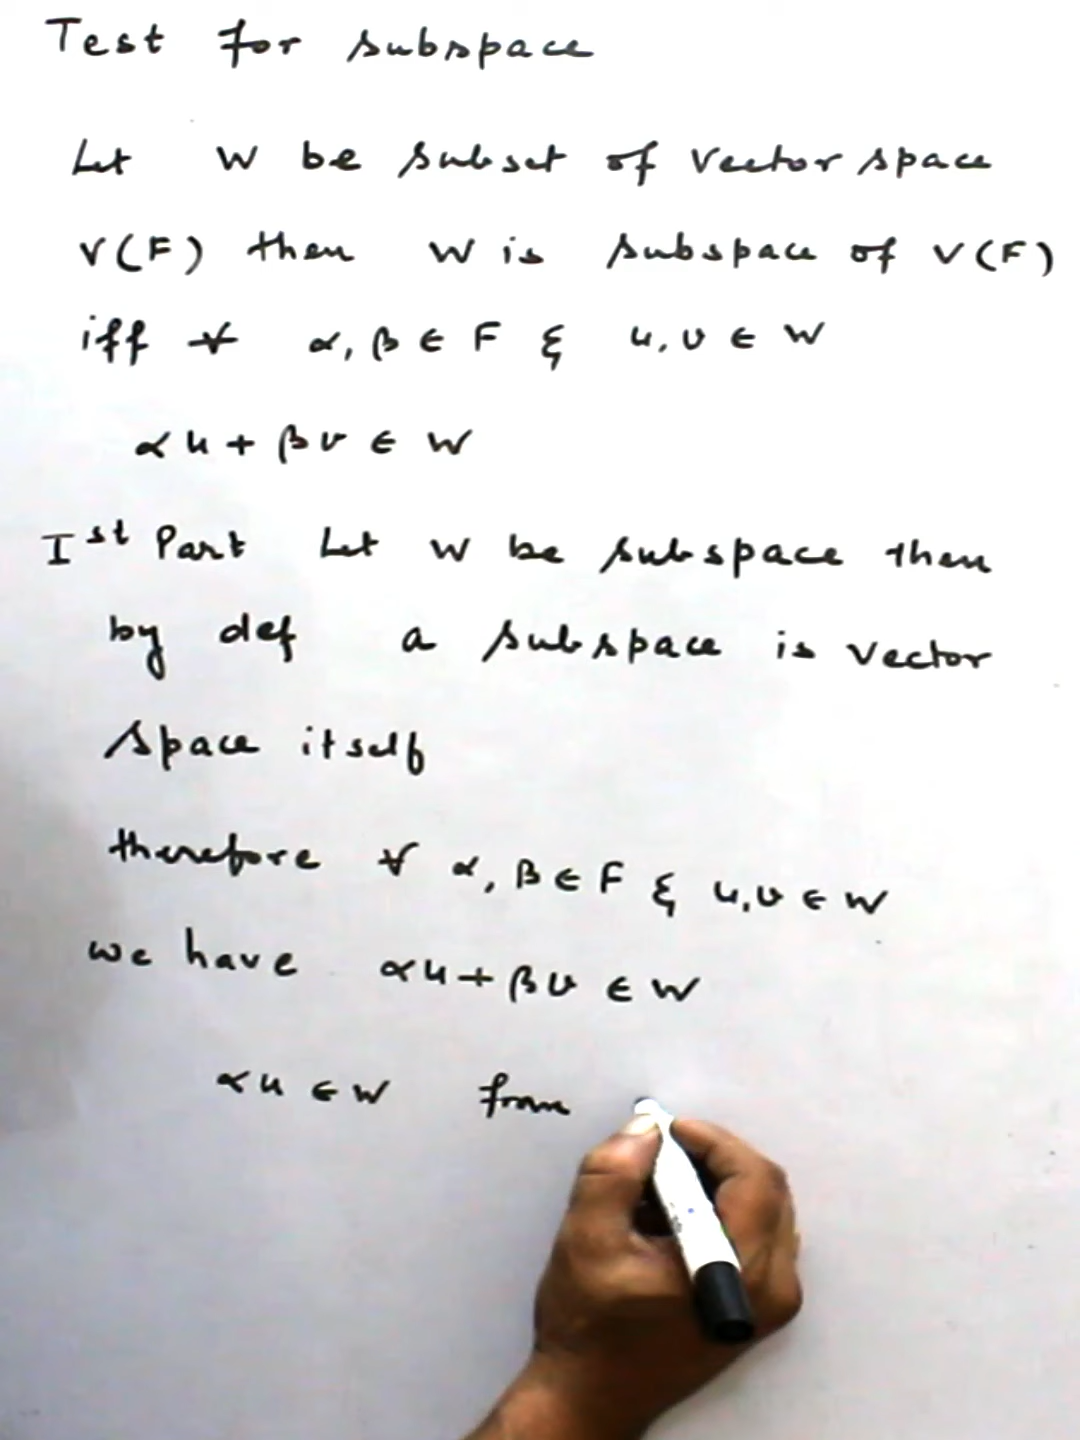 Test for subspace
Let W be subset of vector space
V(F) then W is subspace of V(F)
iff ∀ α, β ∈ F & u, v ∈ W
αu + βv ∈ W
Ist Part Let W be subspace then
by def a subspace is vector
space itself
therefore ∀ α, β ∈ F & u, v ∈ W
we have αu + βv ∈ W
αu ∈ W from